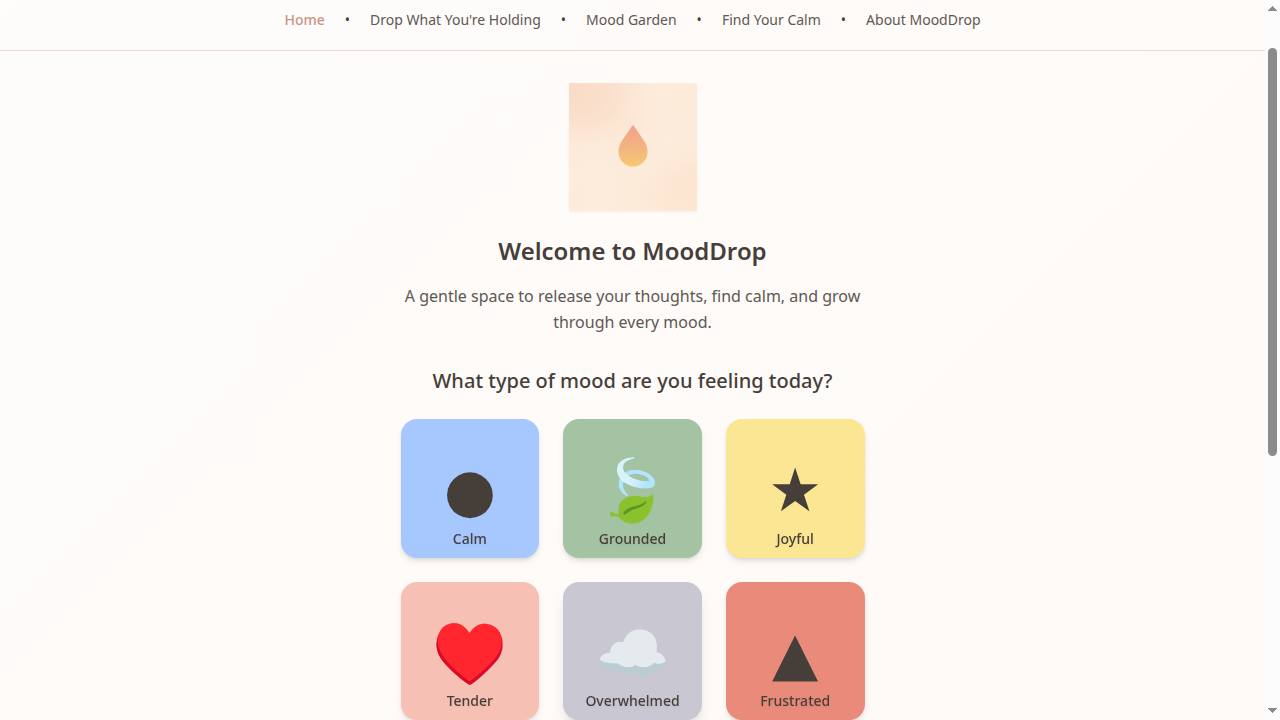 Home • Drop What You're Holding • Mood Garden • Find Your Calm • About MoodDrop
Welcome to MoodDrop
A gentle space to release your thoughts, find calm, and grow
through every mood.
What type of mood are you feeling today?
Calm
Grounded
Joyful
Tender
Overwhelmed
Frustrated